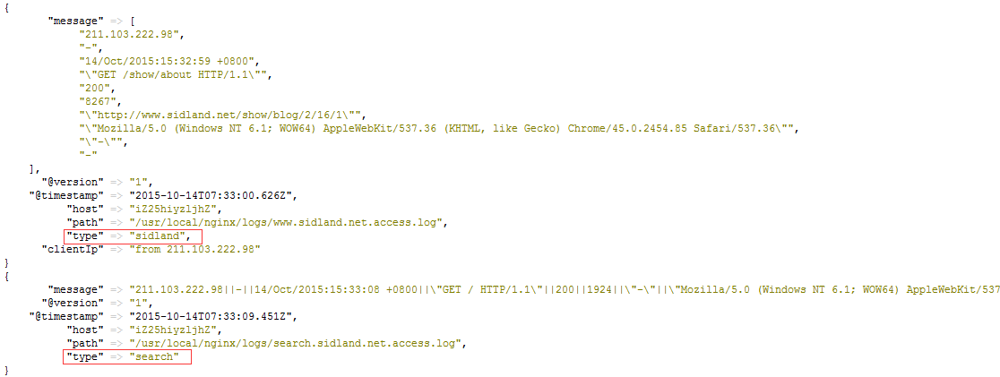 {
"message" => [
"211.103.222.98",
"-",
"14/Oct/2015:15:32:59 +0800",
"\"GET /show/about HTTP/1.1\"",
"200",
"8267",
"\"http://www.sidland.net/show/blog/2/16/1\"",
"\"Mozilla/5.0 (Windows NT 6.1; WOW64) AppleWebKit/537.36 (KHTML, like Gecko) Chrome/45.0.2454.85 Safari/537.36\"",
"\"-\"",
"-"
],
"@version" => "1",
"@timestamp" => "2015-10-14T07:33:00.626Z",
"host" => "iZ25hiyzljhZ",
"path" => "/usr/local/nginx/logs/www.sidland.net.access.log",
"type" => "sidland",
"clientIp" => "from 211.103.222.98"
}
{
"message" => "211.103.222.98||-||14/Oct/2015:15:33:08 +0800||\"GET / HTTP/1.1\"||200||1924||\"-\"||\"Mozilla/5.0 (Windows NT 6.1; WOW64) AppleWebKit/537
"@version" => "1",
"@timestamp" => "2015-10-14T07:33:09.451Z",
"host" => "iZ25hiyzljhZ",
"path" => "/usr/local/nginx/logs/search.sidland.net.access.log",
"type" => "search"
}